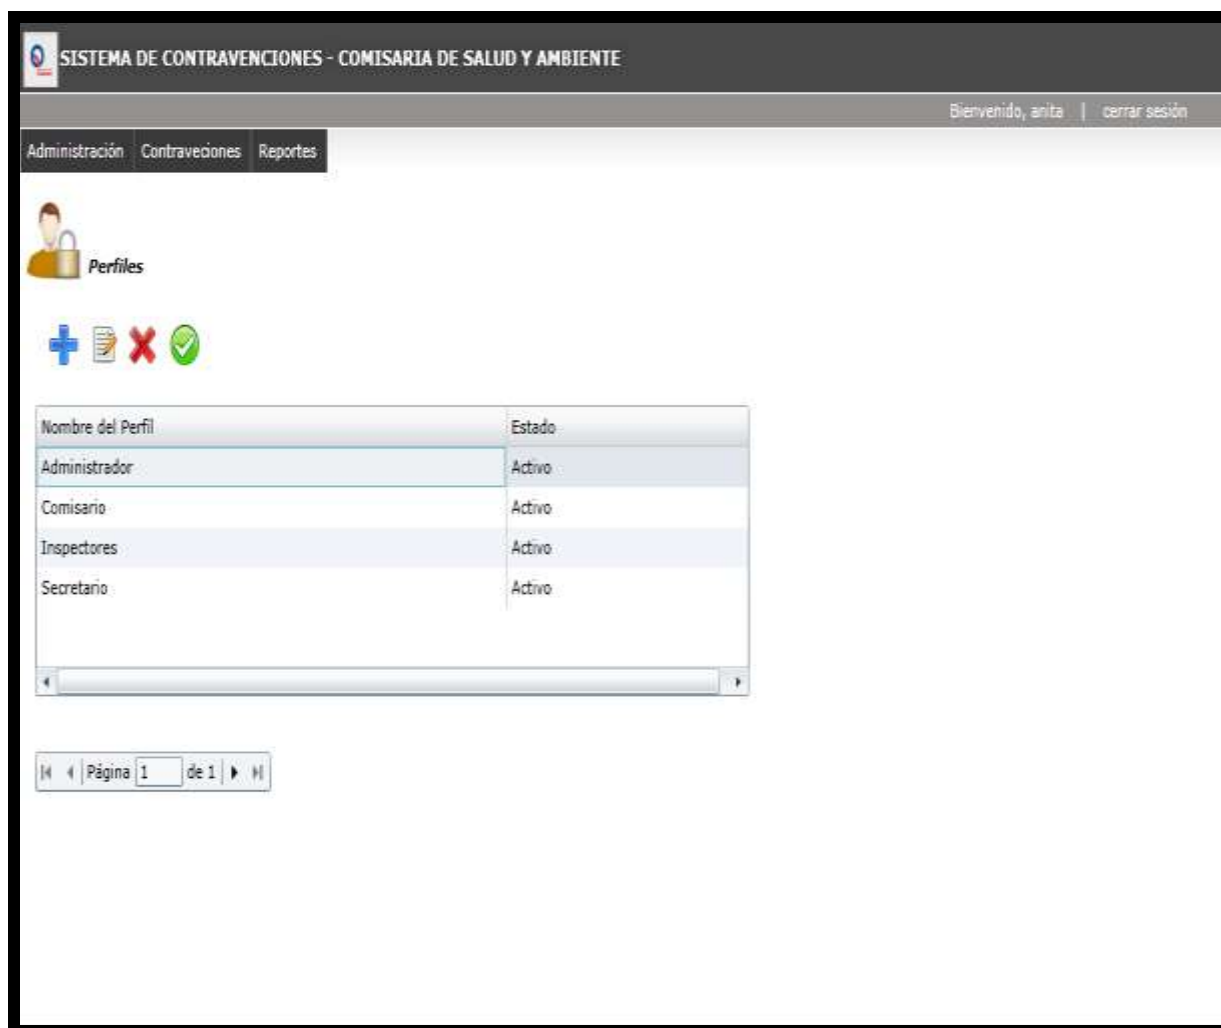 SISTEMA DE CONTRAVENCIONES - COMISARIA DE SALUD Y AMBIENTE
Bienvenido, anita | cerrar sesión
Administración Contraveciones Reportes
Perfiles
Nombre del Perfil Estado
Administrador Activo
Comisario Activo
Inspectores Activo
Secretario Activo
Página 1 de 1